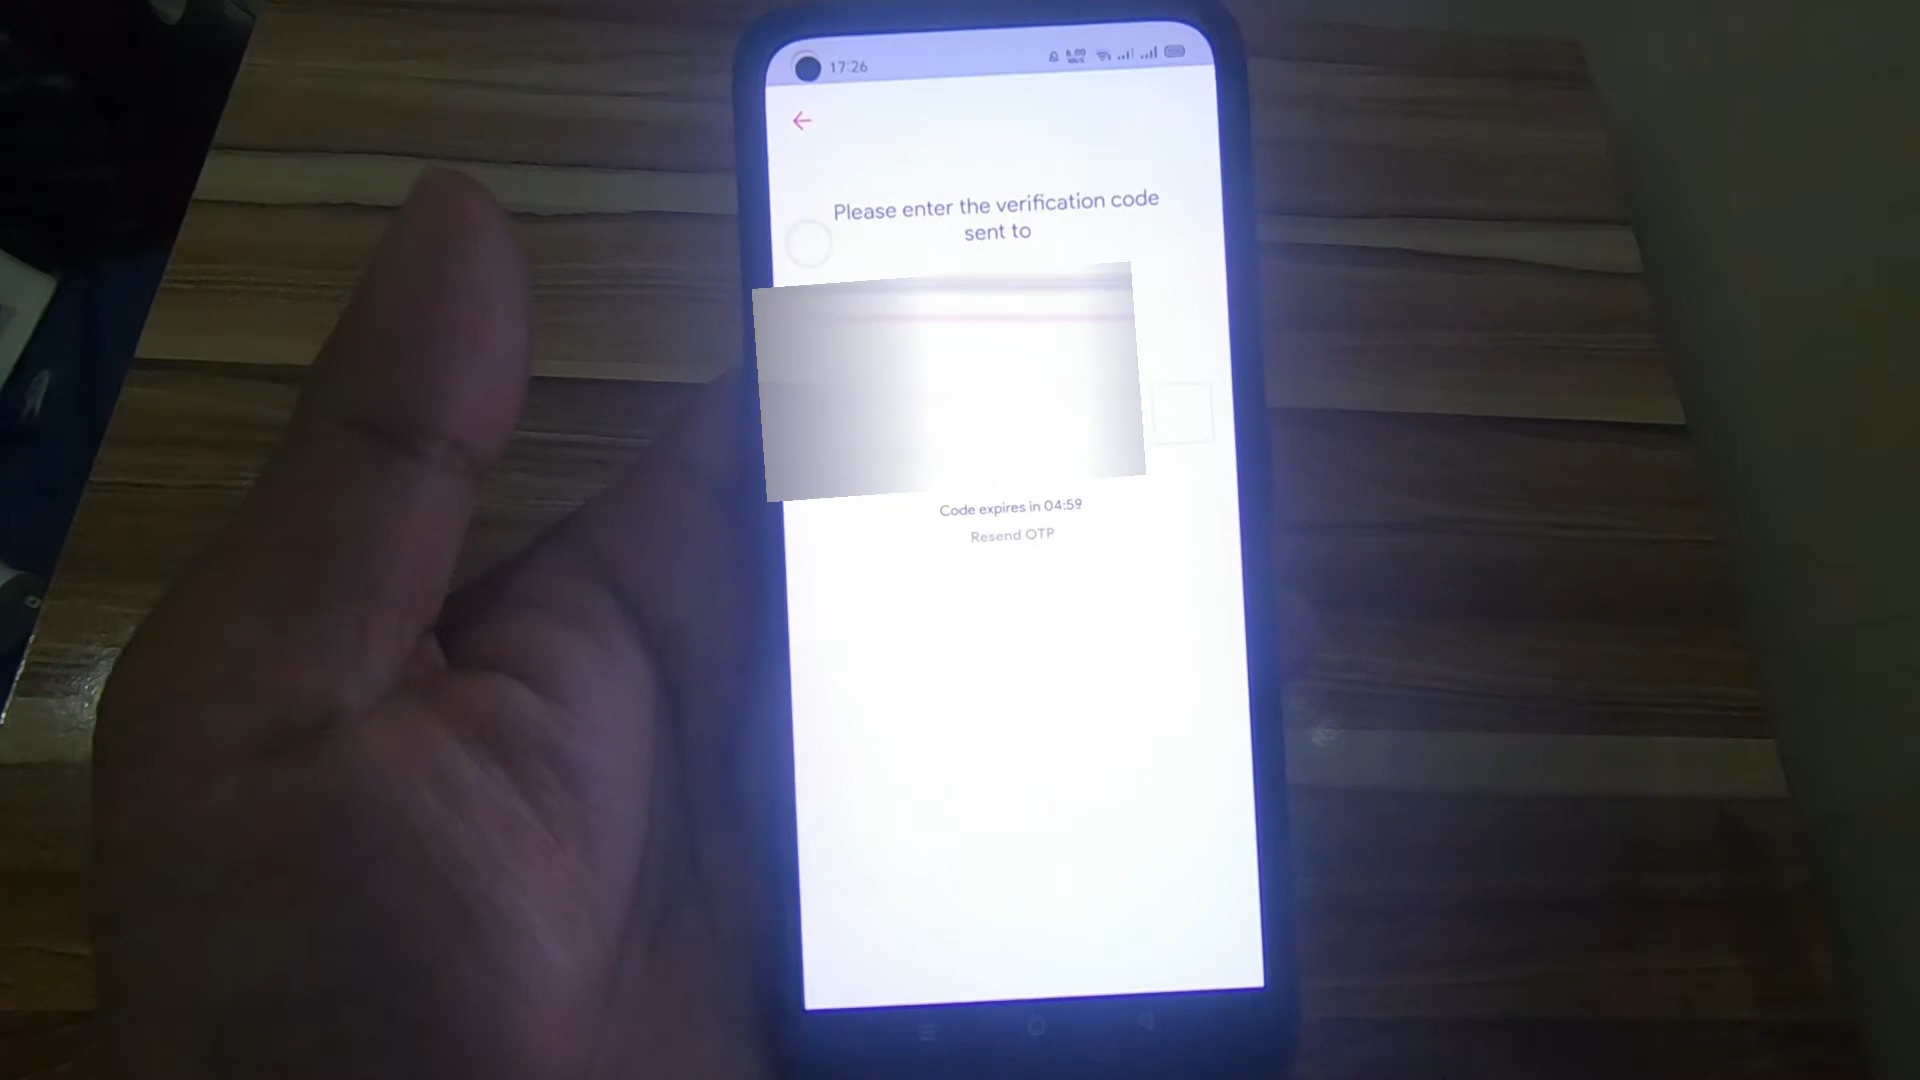 17:26
Please enter the verification code
sent to
Code expires in 04:59
Resend OTP